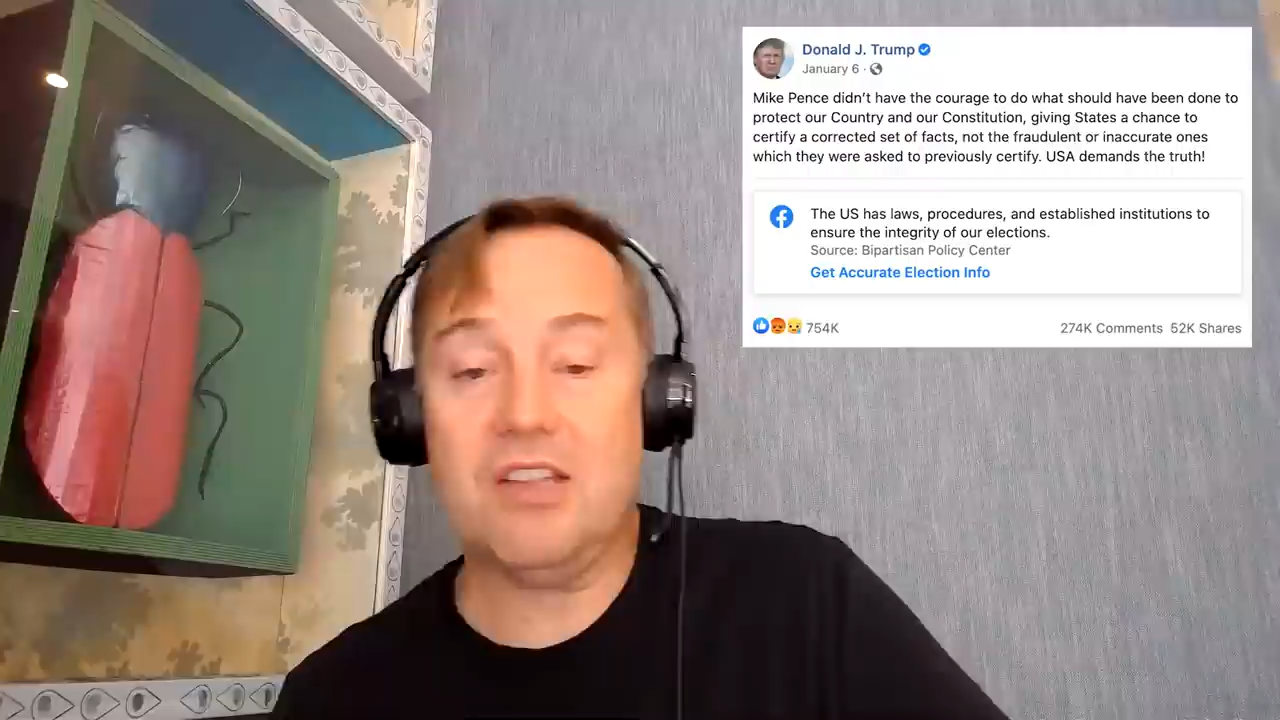 Donald J. Trump
January 6 ·
Mike Pence didn’t have the courage to do what should have been done to
protect our Country and our Constitution, giving States a chance to
certify a corrected set of facts, not the fraudulent or inaccurate ones
which they were asked to previously certify. USA demands the truth!
The US has laws, procedures, and established institutions to
ensure the integrity of our elections.
Source: Bipartisan Policy Center
Get Accurate Election Info
754K
274K Comments 52K Shares